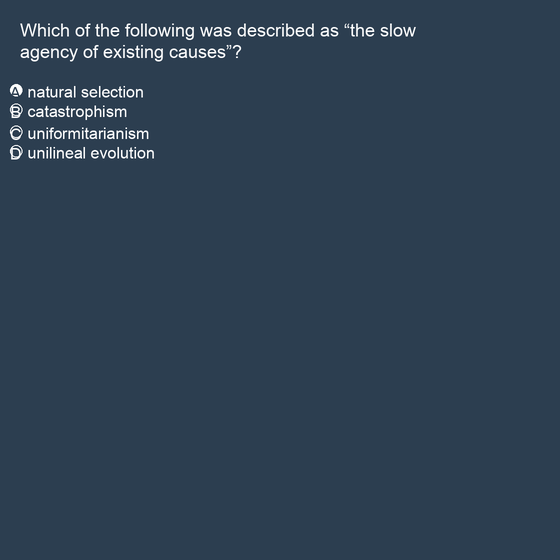 Which of the following was described as “the slow
agency of existing causes”?
A natural selection
B catastrophism
C uniformitarianism
D unilineal evolution